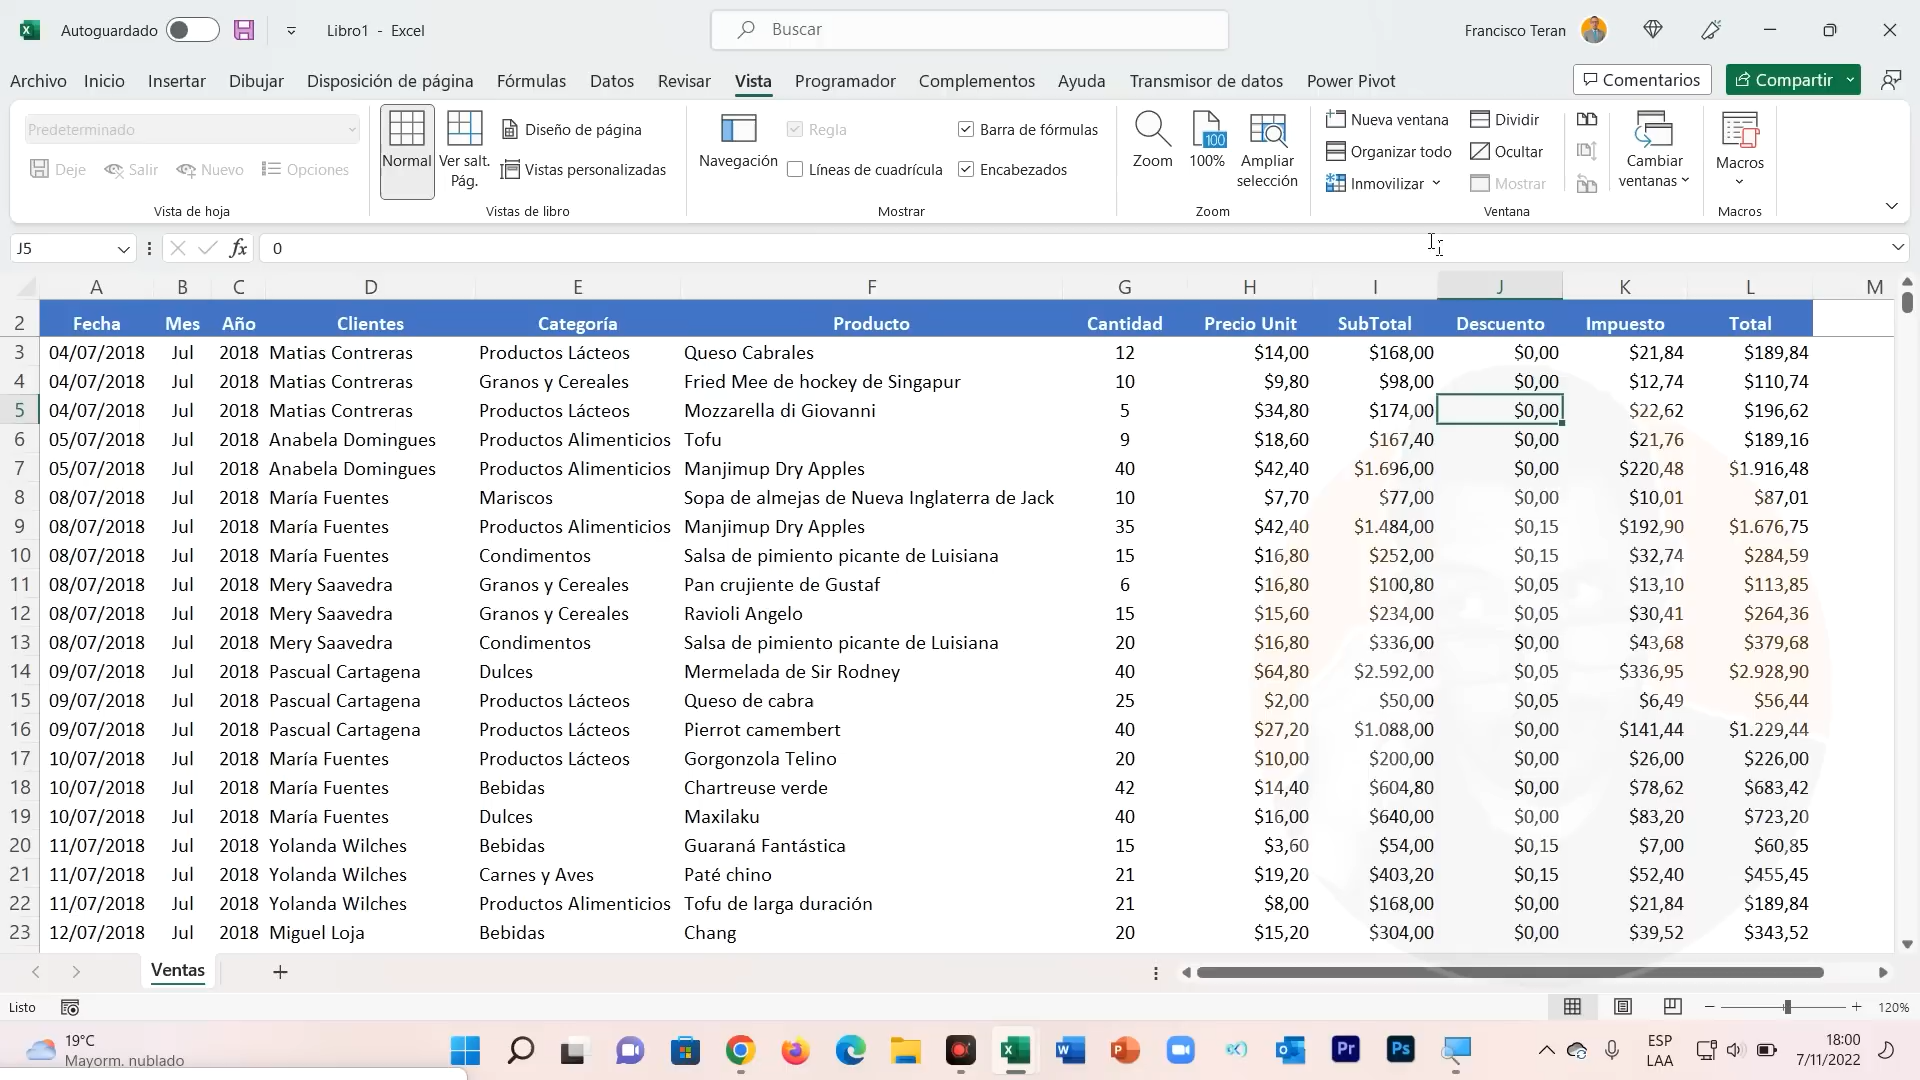 Autoguardado
Libro1 - Excel
Buscar
Francisco Teran
Archivo Inicio Insertar Dibujar Disposición de página Fórmulas Datos Revisar Vista Programador Complementos Ayuda Transmisor de datos Power Pivot Comentarios Compartir
Predeterminado
Deje Salir Nuevo Opciones
Vista de hoja
Normal
Ver salt. Pág.
Diseño de página
Vistas personalizadas
Vistas de libro
Navegación
Regla
Barra de fórmulas
Líneas de cuadrícula
Encabezados
Mostrar
Zoom
100
100%
Ampliar selección
Zoom
Nueva ventana
Organizar todo
Inmovilizar
Dividir
Ocultar
Mostrar
Cambiar ventanas
Ventana
Macros
Macros
J5 fx 0
A B C D E F G H I J K L M
2 Fecha Mes Año Clientes Categoría Producto Cantidad Precio Unit SubTotal Descuento Impuesto Total
3 04/07/2018 Jul 2018 Matias Contreras Productos Lácteos Queso Cabrales 12 $14,00 $168,00 $0,00 $21,84 $189,84
4 04/07/2018 Jul 2018 Matias Contreras Granos y Cereales Fried Mee de hockey de Singapur 10 $9,80 $98,00 $0,00 $12,74 $110,74
5 04/07/2018 Jul 2018 Matias Contreras Productos Lácteos Mozzarella di Giovanni 5 $34,80 $174,00 $0,00 $22,62 $196,62
6 05/07/2018 Jul 2018 Anabela Domingues Productos Alimenticios Tofu 9 $18,60 $167,40 $0,00 $21,76 $189,16
7 05/07/2018 Jul 2018 Anabela Domingues Productos Alimenticios Manjimup Dry Apples 40 $42,40 $1.696,00 $0,00 $220,48 $1.916,48
8 08/07/2018 Jul 2018 María Fuentes Mariscos Sopa de almejas de Nueva Inglaterra de Jack 10 $7,70 $77,00 $0,00 $10,01 $87,01
9 08/07/2018 Jul 2018 María Fuentes Productos Alimenticios Manjimup Dry Apples 35 $42,40 $1.484,00 $0,15 $192,90 $1.676,75
10 08/07/2018 Jul 2018 María Fuentes Condimentos Salsa de pimiento picante de Luisiana 15 $16,80 $252,00 $0,15 $32,74 $284,59
11 08/07/2018 Jul 2018 Mery Saavedra Granos y Cereales Pan crujiente de Gustaf 6 $16,80 $100,80 $0,05 $13,10 $113,85
12 08/07/2018 Jul 2018 Mery Saavedra Granos y Cereales Ravioli Angelo 15 $15,60 $234,00 $0,05 $30,41 $264,36
13 08/07/2018 Jul 2018 Mery Saavedra Condimentos Salsa de pimiento picante de Luisiana 20 $16,80 $336,00 $0,00 $43,68 $379,68
14 09/07/2018 Jul 2018 Pascual Cartagena Dulces Mermelada de Sir Rodney 40 $64,80 $2.592,00 $0,05 $336,95 $2.928,90
15 09/07/2018 Jul 2018 Pascual Cartagena Productos Lácteos Queso de cabra 25 $2,00 $50,00 $0,05 $6,49 $56,44
16 09/07/2018 Jul 2018 Pascual Cartagena Productos Lácteos Pierrot camembert 40 $27,20 $1.088,00 $0,00 $141,44 $1.229,44
17 10/07/2018 Jul 2018 María Fuentes Productos Lácteos Gorgonzola Telino 20 $10,00 $200,00 $0,00 $26,00 $226,00
18 10/07/2018 Jul 2018 María Fuentes Bebidas Chartreuse verde 42 $14,40 $604,80 $0,00 $78,62 $683,42
19 10/07/2018 Jul 2018 María Fuentes Dulces Maxilaku 40 $16,00 $640,00 $0,00 $83,20 $723,20
20 11/07/2018 Jul 2018 Yolanda Wilches Bebidas Guaraná Fantástica 15 $3,60 $54,00 $0,15 $7,00 $60,85
21 11/07/2018 Jul 2018 Yolanda Wilches Carnes y Aves Paté chino 21 $19,20 $403,20 $0,15 $52,40 $455,45
22 11/07/2018 Jul 2018 Yolanda Wilches Productos Alimenticios Tofu de larga duración 21 $8,00 $168,00 $0,00 $21,84 $189,84
23 12/07/2018 Jul 2018 Miguel Loja Bebidas Chang 20 $15,20 $304,00 $0,00 $39,52 $343,52
Ventas
Listo
120%
19°C
Mayorm. nublado
Pr
Ps
ESP
LAA
18:00
7/11/2022